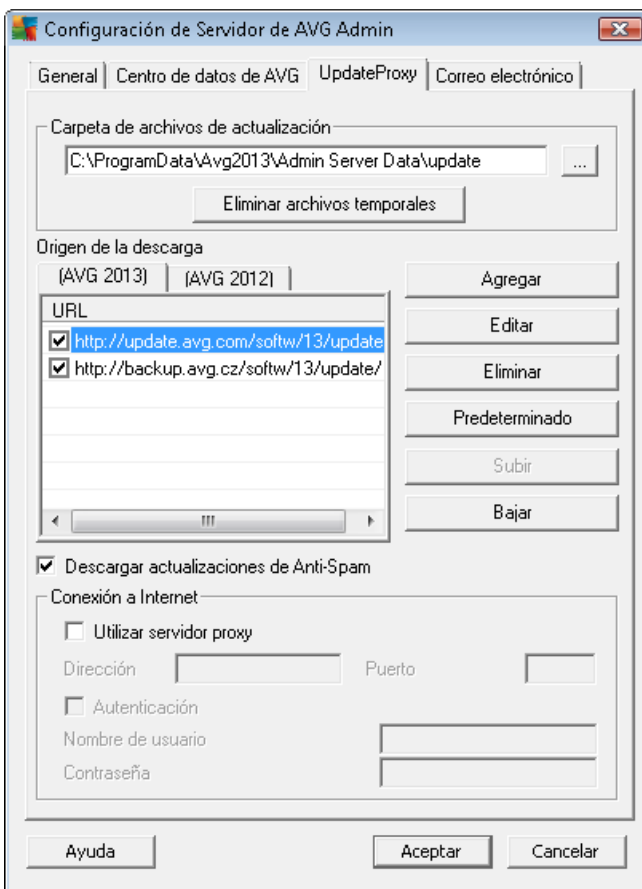 Configuración de Servidor de AVG Admin
General Centro de datos de AVG UpdateProxy Correo electrónico
Carpeta de archivos de actualización
C:\ProgramData\Avg2013\Admin Server Data\update ...
Eliminar archivos temporales
Origen de la descarga
(AVG 2013) (AVG 2012)
Agregar
URL
http://update.avg.com/softw/13/update
Editar
http://backup.avg.cz/softw/13/update/
Eliminar
Predeterminado
Subir
Bajar
Descargar actualizaciones de Anti-Spam
Conexión a Internet
Utilizar servidor proxy
Dirección Puerto
Autenticación
Nombre de usuario
Contraseña
Ayuda Aceptar Cancelar